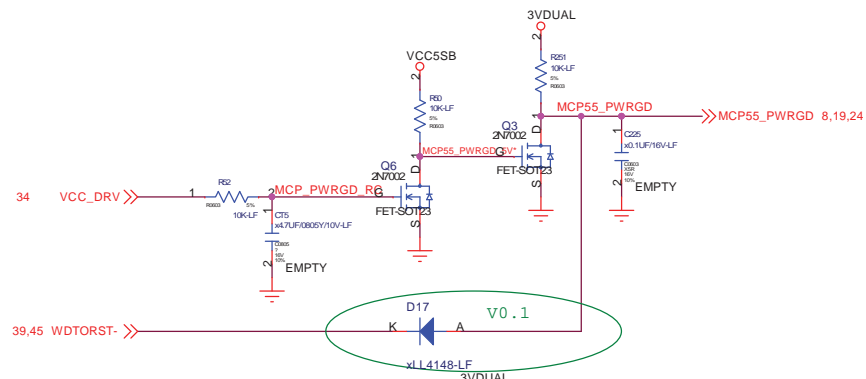 3VDUAL
2
R251
10K-LF
5%
R0603
1
VCC5SB
2
R50
10K-LF
5%
R0603
1
MCP55_PWRGD
MCP55_PWRGD 8,19,24
Q3
2N7002
D
G
S
FET-SOT23
MCP55_PWRGD_5V*
1
C225
x0.1UF/16V-LF
C0603
X5R
16V
10%
2
EMPTY
Q6
2N7002
D
G
S
FET-SOT23
34 VCC_DRV
1
R52
R0603
5%
10K-LF
2
MCP_PWRGD_RC
1
CT5
x4.7UF/0805Y/10V-LF
C0805
?
16V
10%
2
EMPTY
D17
V0.1
39,45 WDTORST-
K
A
xLL4148-LF
3VDUAL